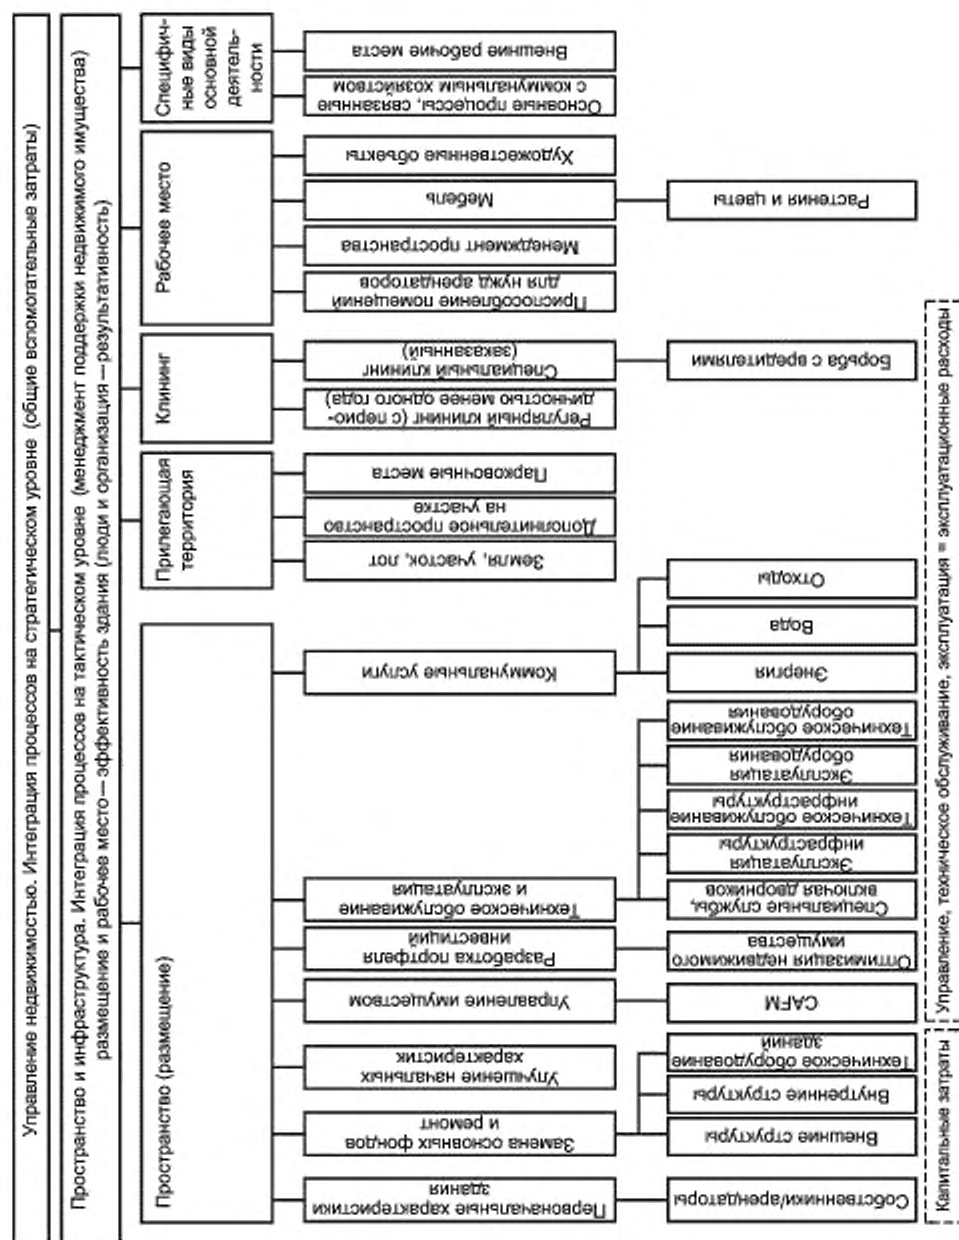 Управление недвижимостью. Интеграция процессов на стратегическом уровне (общие вспомогательные затраты)
Пространство и инфраструктура. Интеграция процессов на тактическом уровне (менеджмент поддержки недвижимого имущества)
размещение и рабочее место— эффективность здания (люди и организация—результативность)
Пространство (размещение)
Первоначальные характеристики
здания
Собственники/арендаторы
Замена основных фондов
и ремонт
Внешние структуры
Внутренние структуры
Техническое оборудование
зданий
Улучшение начальных
характеристик
Управление имуществом
CAFM
Разработка портфеля
инвестиций
Оптимизация недвижимого
имущества
Техническое обслуживание
и эксплуатация
Специальные службы,
включая дворников
Эксплуатация
инфраструктуры
Техническое обслуживание
инфраструктуры
Эксплуатация
оборудования
Техническое обслуживание
оборудования
Коммунальные услуги
Энергия
Вода
Отходы
Прилегающая
территория
Земля, участок, лот
Дополнительное пространство
на участке
Парковочные места
Клининг
Регулярный клининг (с перио-
дичностью менее одного года)
Специальный клининг
(заказанный)
Борьба с вредителями
Рабочее место
Приспособление помещений
для нужд арендаторов
Менеджмент пространства
Мебель
Растения и цветы
Художественные объекты
Специфич-
ные виды
основной
деятель-
ности
Основные процессы, связанные
с коммунальным хозяйством
Внешние рабочие места
Капитальные затраты
Управление, техническое обслуживание, эксплуатация = эксплуатационные расходы